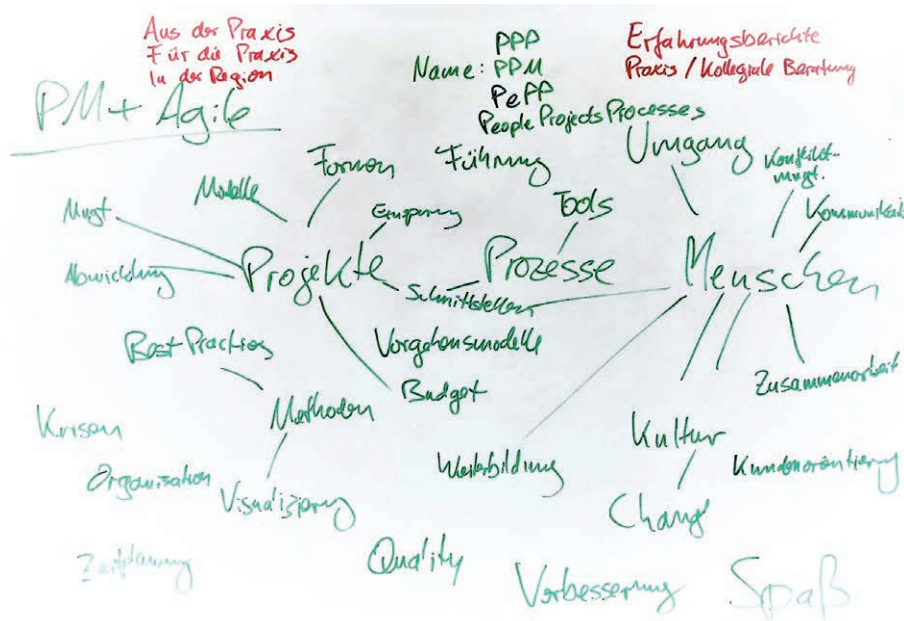 Aus der Praxis
Für die Praxis
In der Region
PPP
Name: PPM
PePP
People Projects Processes
Erfahrungsberichte
Praxis / Kollegiale Beratung
PM + Agile
Formen
Führung
Umgang
Konflikt-
mngt.
Modelle
Tools
Kommunikation
Mngt
Projekte
Prozesse
Menschen
Abwicklung
Schnittstellen
Vorgehensmodelle
Best Practices
Budget
Zusammenarbeit
Methoden
Krisen
Kultur
Weiterbildung
Kundenorientierung
Organisation
Visualisierung
Change
Quality
Zeitplanung
Verbesserung
Spaß